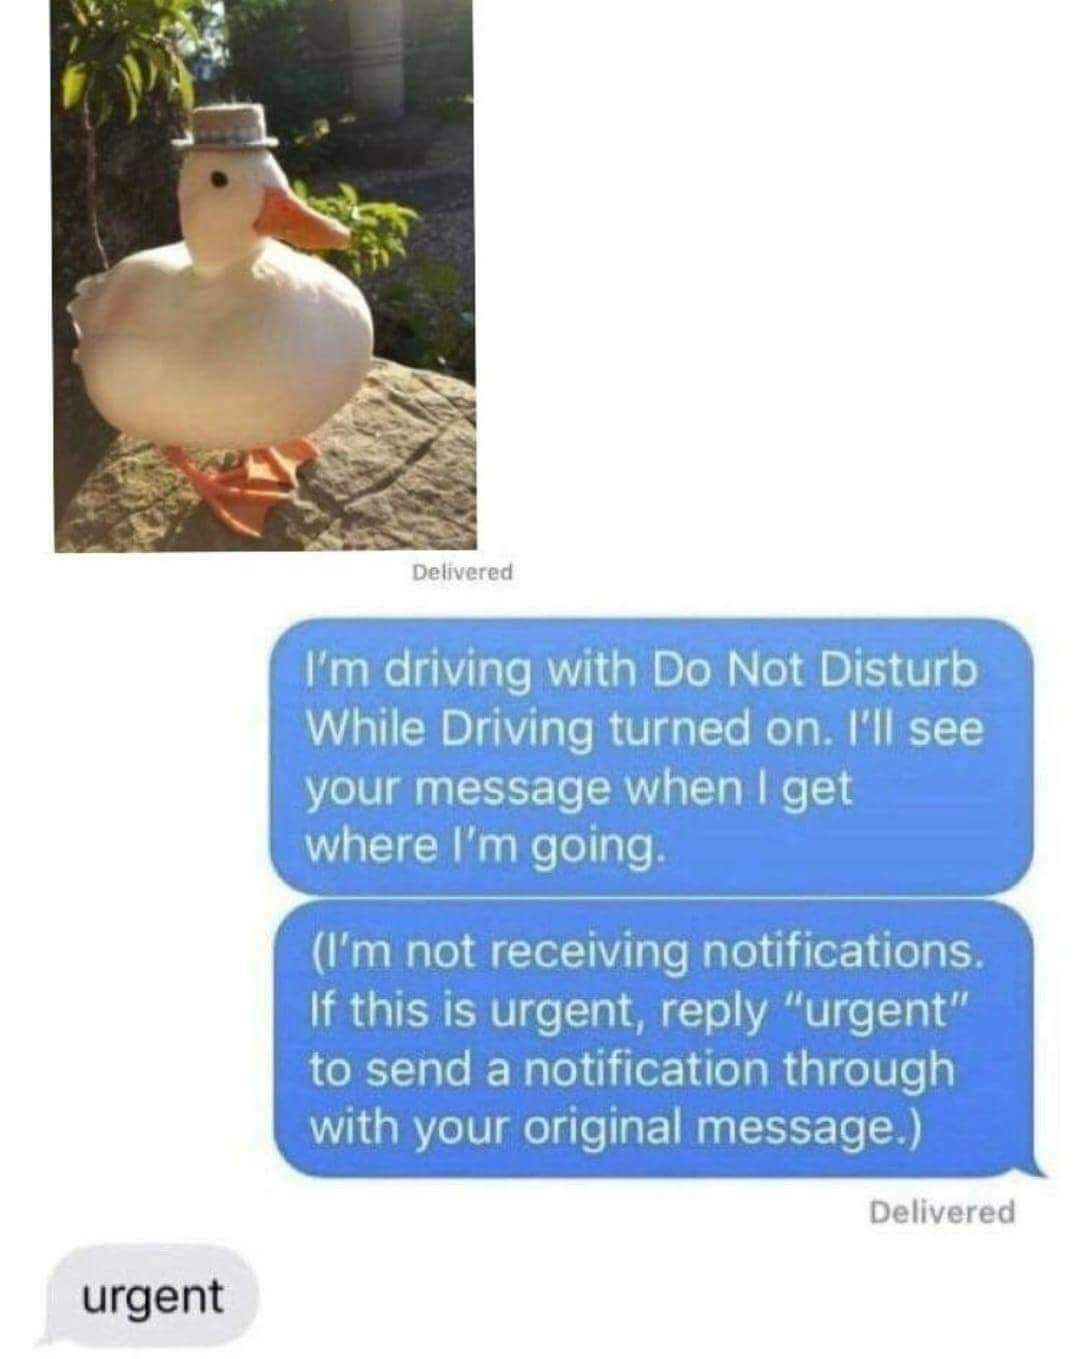 Delivered
I'm driving with Do Not Disturb
While Driving turned on. I'll see
your message when I get
where I'm going.
(I'm not receiving notifications.
If this is urgent, reply “urgent”
to send a notification through
with your original message.)
Delivered
urgent